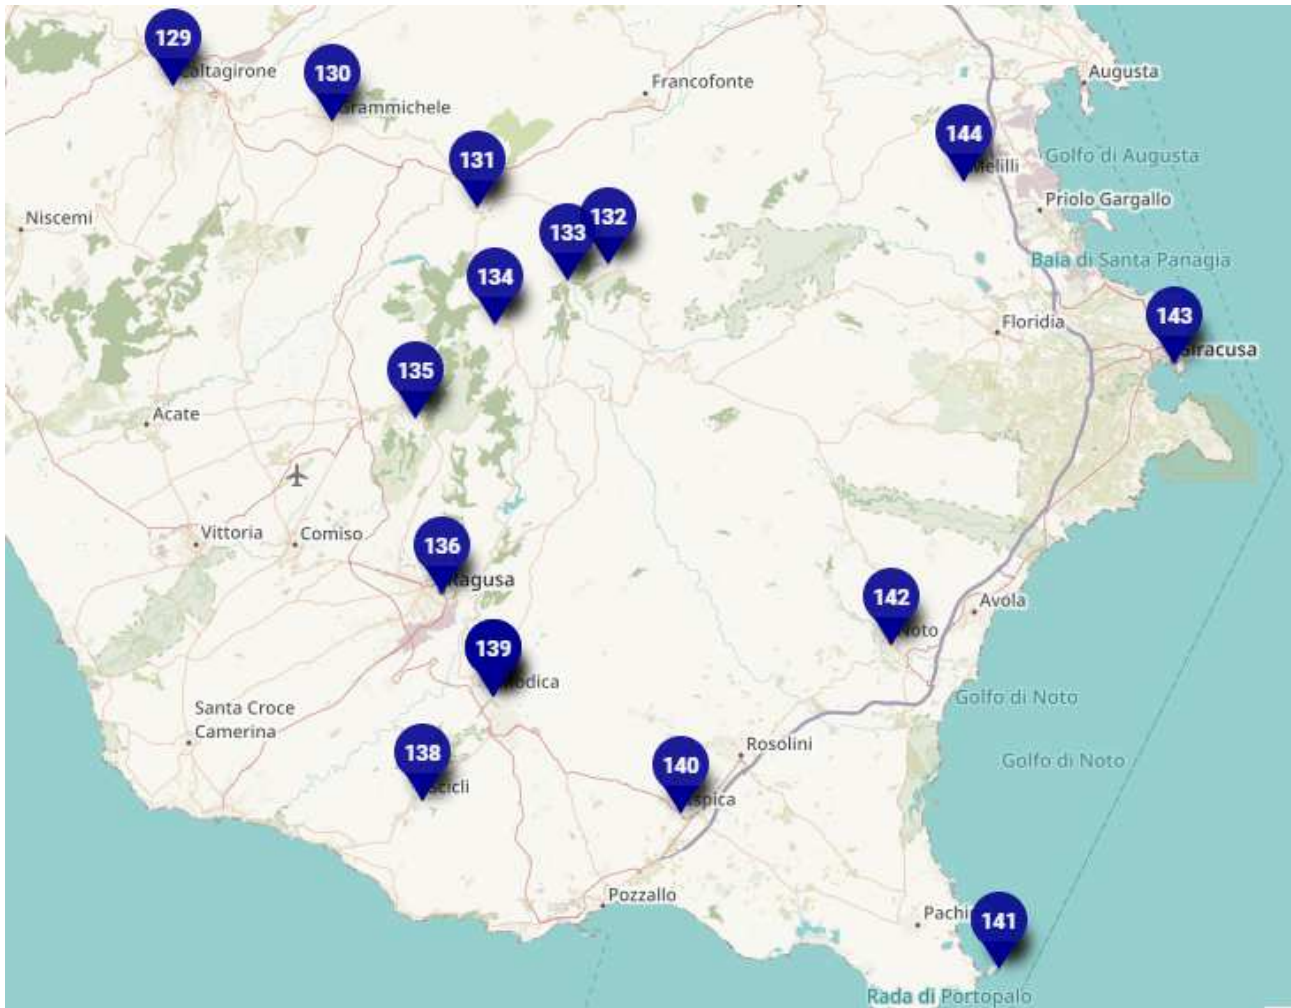 129
Caltagirone
130
Grammichele
Francofonte
Augusta
144
Melilli
Golfo di Augusta
131
Priolo Gargallo
Niscemi
132
133
Baia di Santa Panagia
134
Floridia
143
Siracusa
135
Acate
Vittoria
Comiso
136
Ragusa
142
Noto
Avola
139
Modica
Golfo di Noto
Santa Croce
Camerina
138
Scicli
Rosolini
Golfo di Noto
140
Ispica
Pozzallo
Pachi
141
Rada di Portopalo